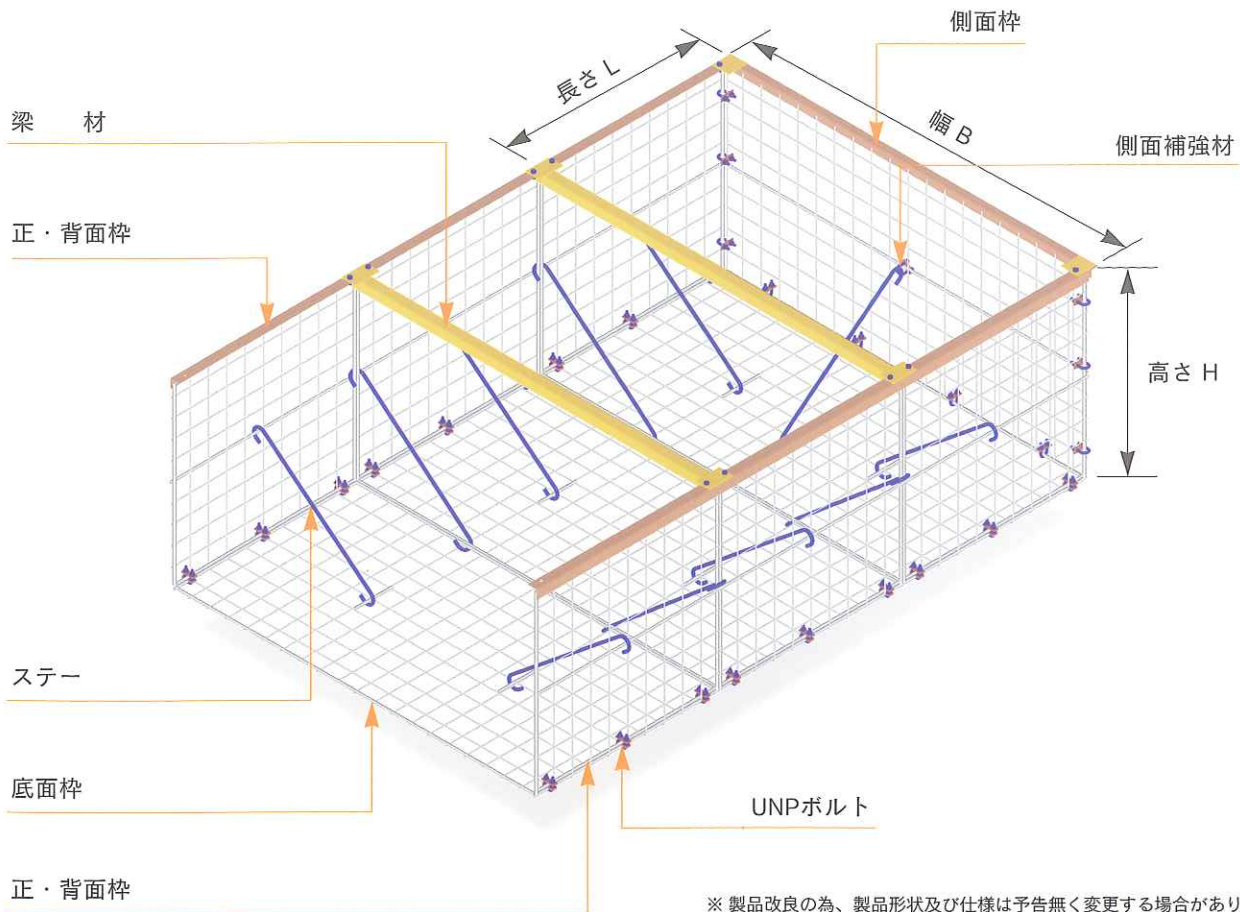 側面枠
長さ L
梁　　材
幅 B
側面補強材
正・背面枠
高さ H
ステー
底面枠
UNPボルト
正・背面枠
※ 製品改良の為、製品形状及び仕様は予告無く変更する場合があり